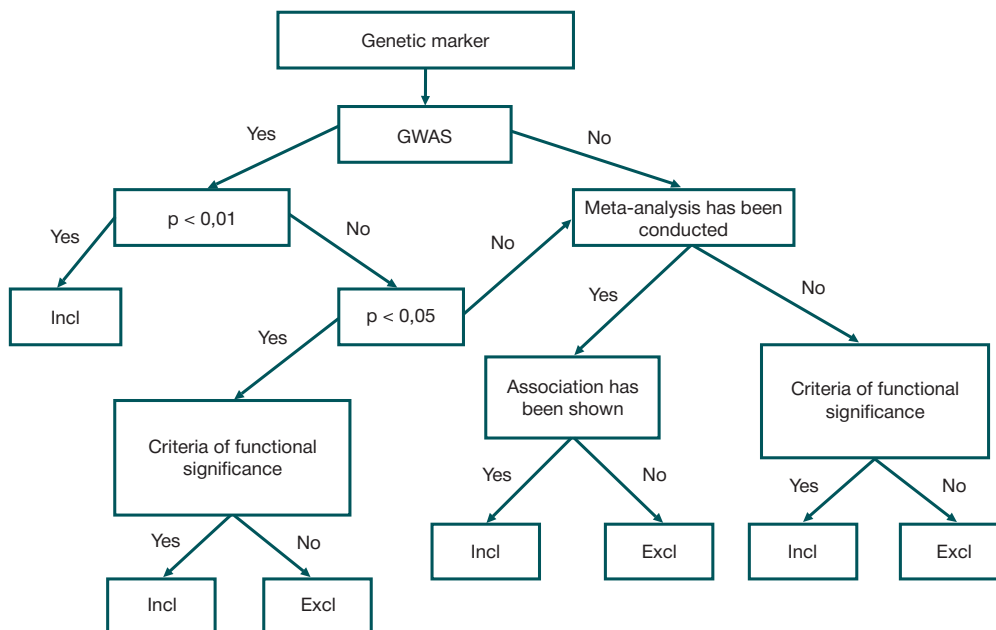 Genetic marker
Yes
GWAS
No
p < 0,01
Meta-analysis has been
conducted
Yes
No
No
Incl
p < 0,05
Yes
No
Yes
Association has
been shown
Criteria of functional
significance
Criteria of functional
significance
Yes
No
Yes
No
Incl
Excl
Incl
Excl
Yes
No
Incl
Excl